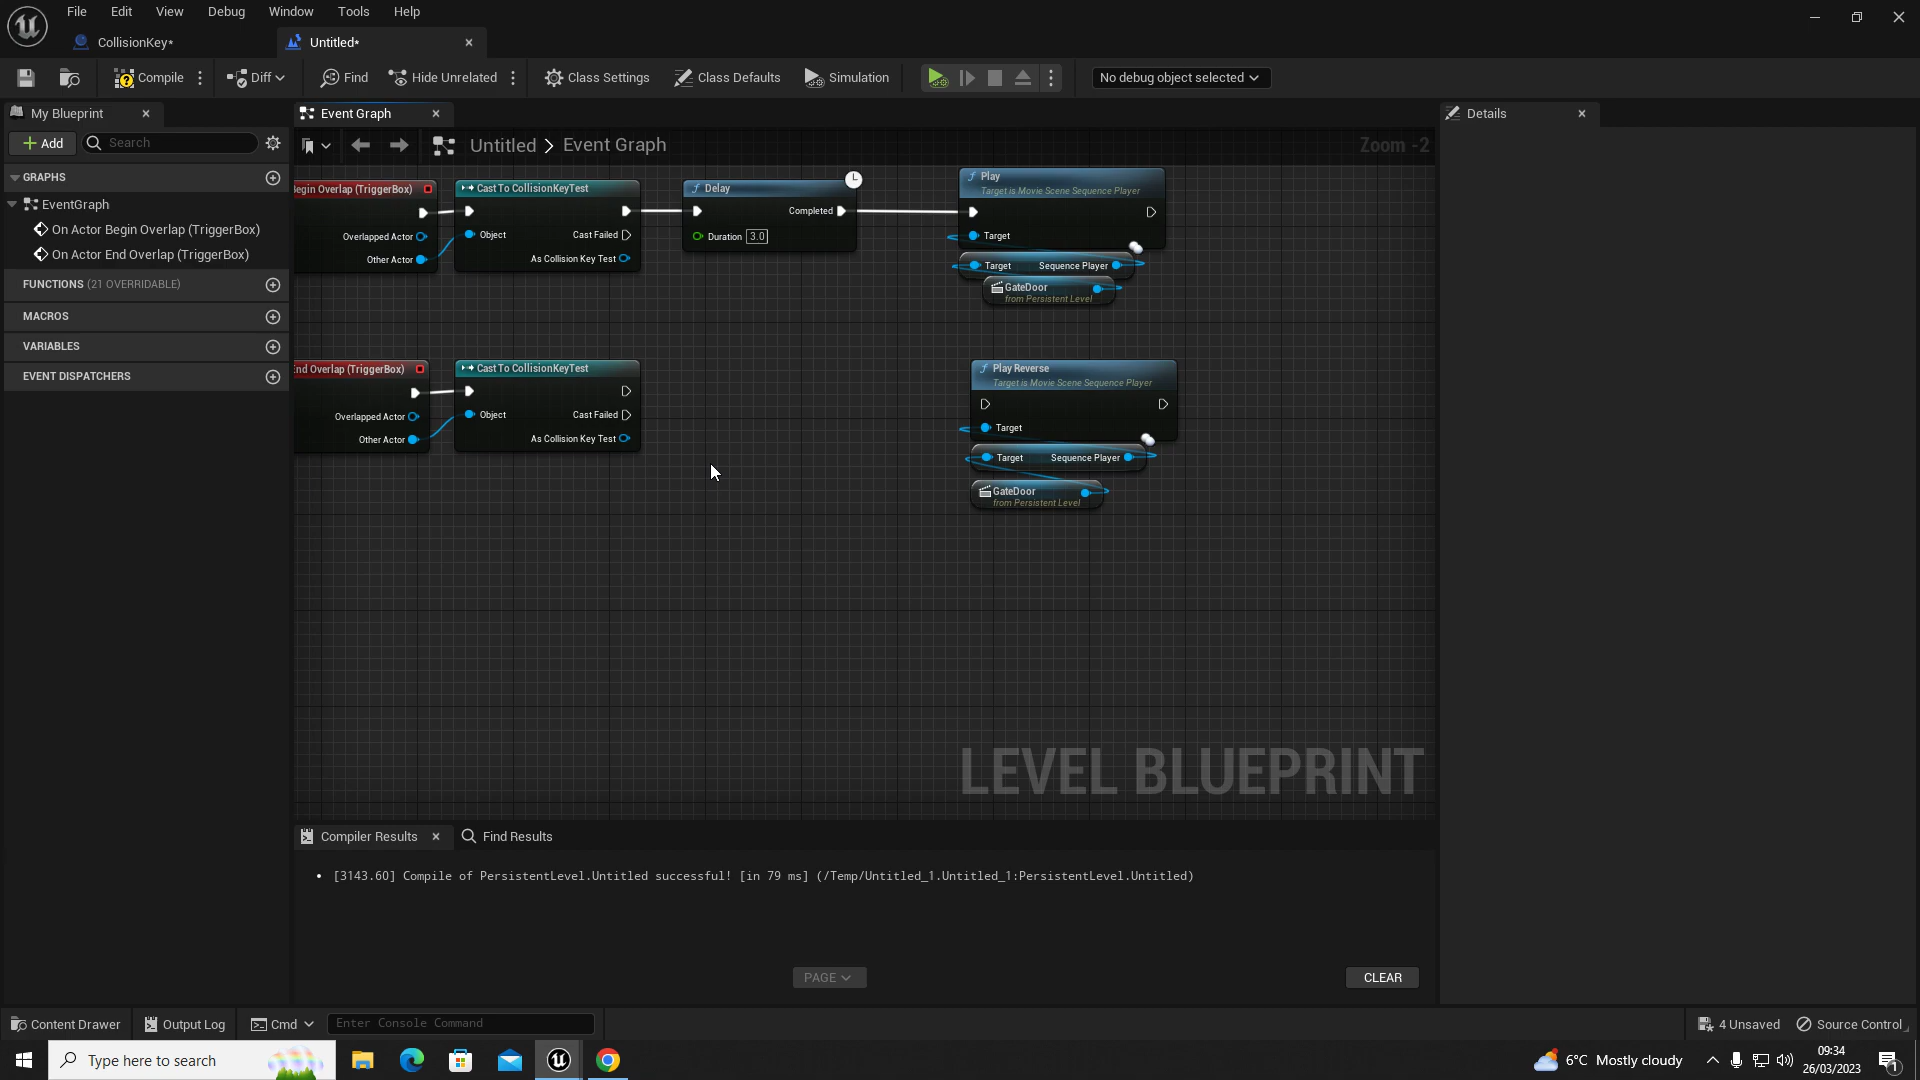 File Edit View Debug Window Tools Help
CollisionKey* Untitled*
Compile Diff Find Hide Unrelated Class Settings Class Defaults Simulation No debug object selected
My Blueprint
Add Search
GRAPHS
EventGraph
On Actor Begin Overlap (TriggerBox)
On Actor End Overlap (TriggerBox)
FUNCTIONS (21 OVERRIDABLE)
MACROS
VARIABLES
EVENT DISPATCHERS
Event Graph
Untitled > Event Graph
Zoom -2
Begin Overlap (TriggerBox)
Overlapped Actor
Other Actor
Cast To CollisionKeyTest
Object Cast Failed
As Collision Key Test
Delay
Completed
Duration 3.0
Play
Target is Movie Scene Sequence Player
Target
Target Sequence Player
GateDoor
from Persistent Level
End Overlap (TriggerBox)
Overlapped Actor
Other Actor
Cast To CollisionKeyTest
Object Cast Failed
As Collision Key Test
Play Reverse
Target is Movie Scene Sequence Player
Target
Target Sequence Player
GateDoor
from Persistent Level
LEVEL BLUEPRINT
Details
Compiler Results Find Results
• [3143.60] Compile of PersistentLevel.Untitled successful! [in 79 ms] (/Temp/Untitled_1.Untitled_1:PersistentLevel.Untitled)
PAGE CLEAR
Content Drawer Output Log Cmd Enter Console Command 4 Unsaved Source Control
Type here to search 6°C Mostly cloudy
09:34
26/03/2023
1